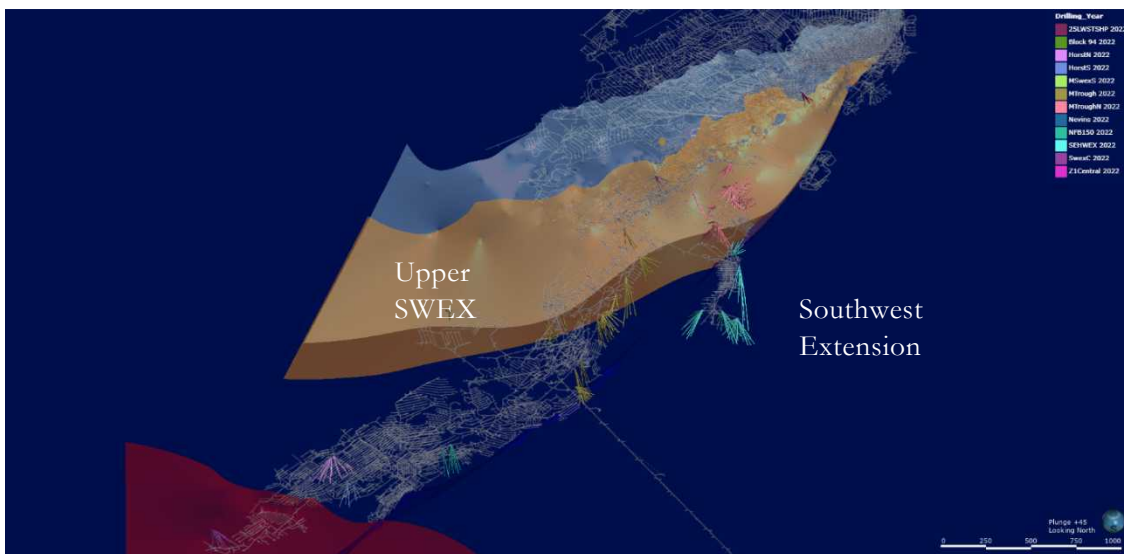 Drilling_Year
25LWSTSHP 2022
Block 94 2022
HorstN 2022
HorstS 2022
MSwexS 2022
MTrough 2022
MTroughN 2022
Nevins 2022
NFB150 2022
SEHWEX 2022
SwexC 2022
Z1Central 2022
Upper
SWEX
Southwest
Extension
Plunge +45
Looking North
0 250 500 750 1000